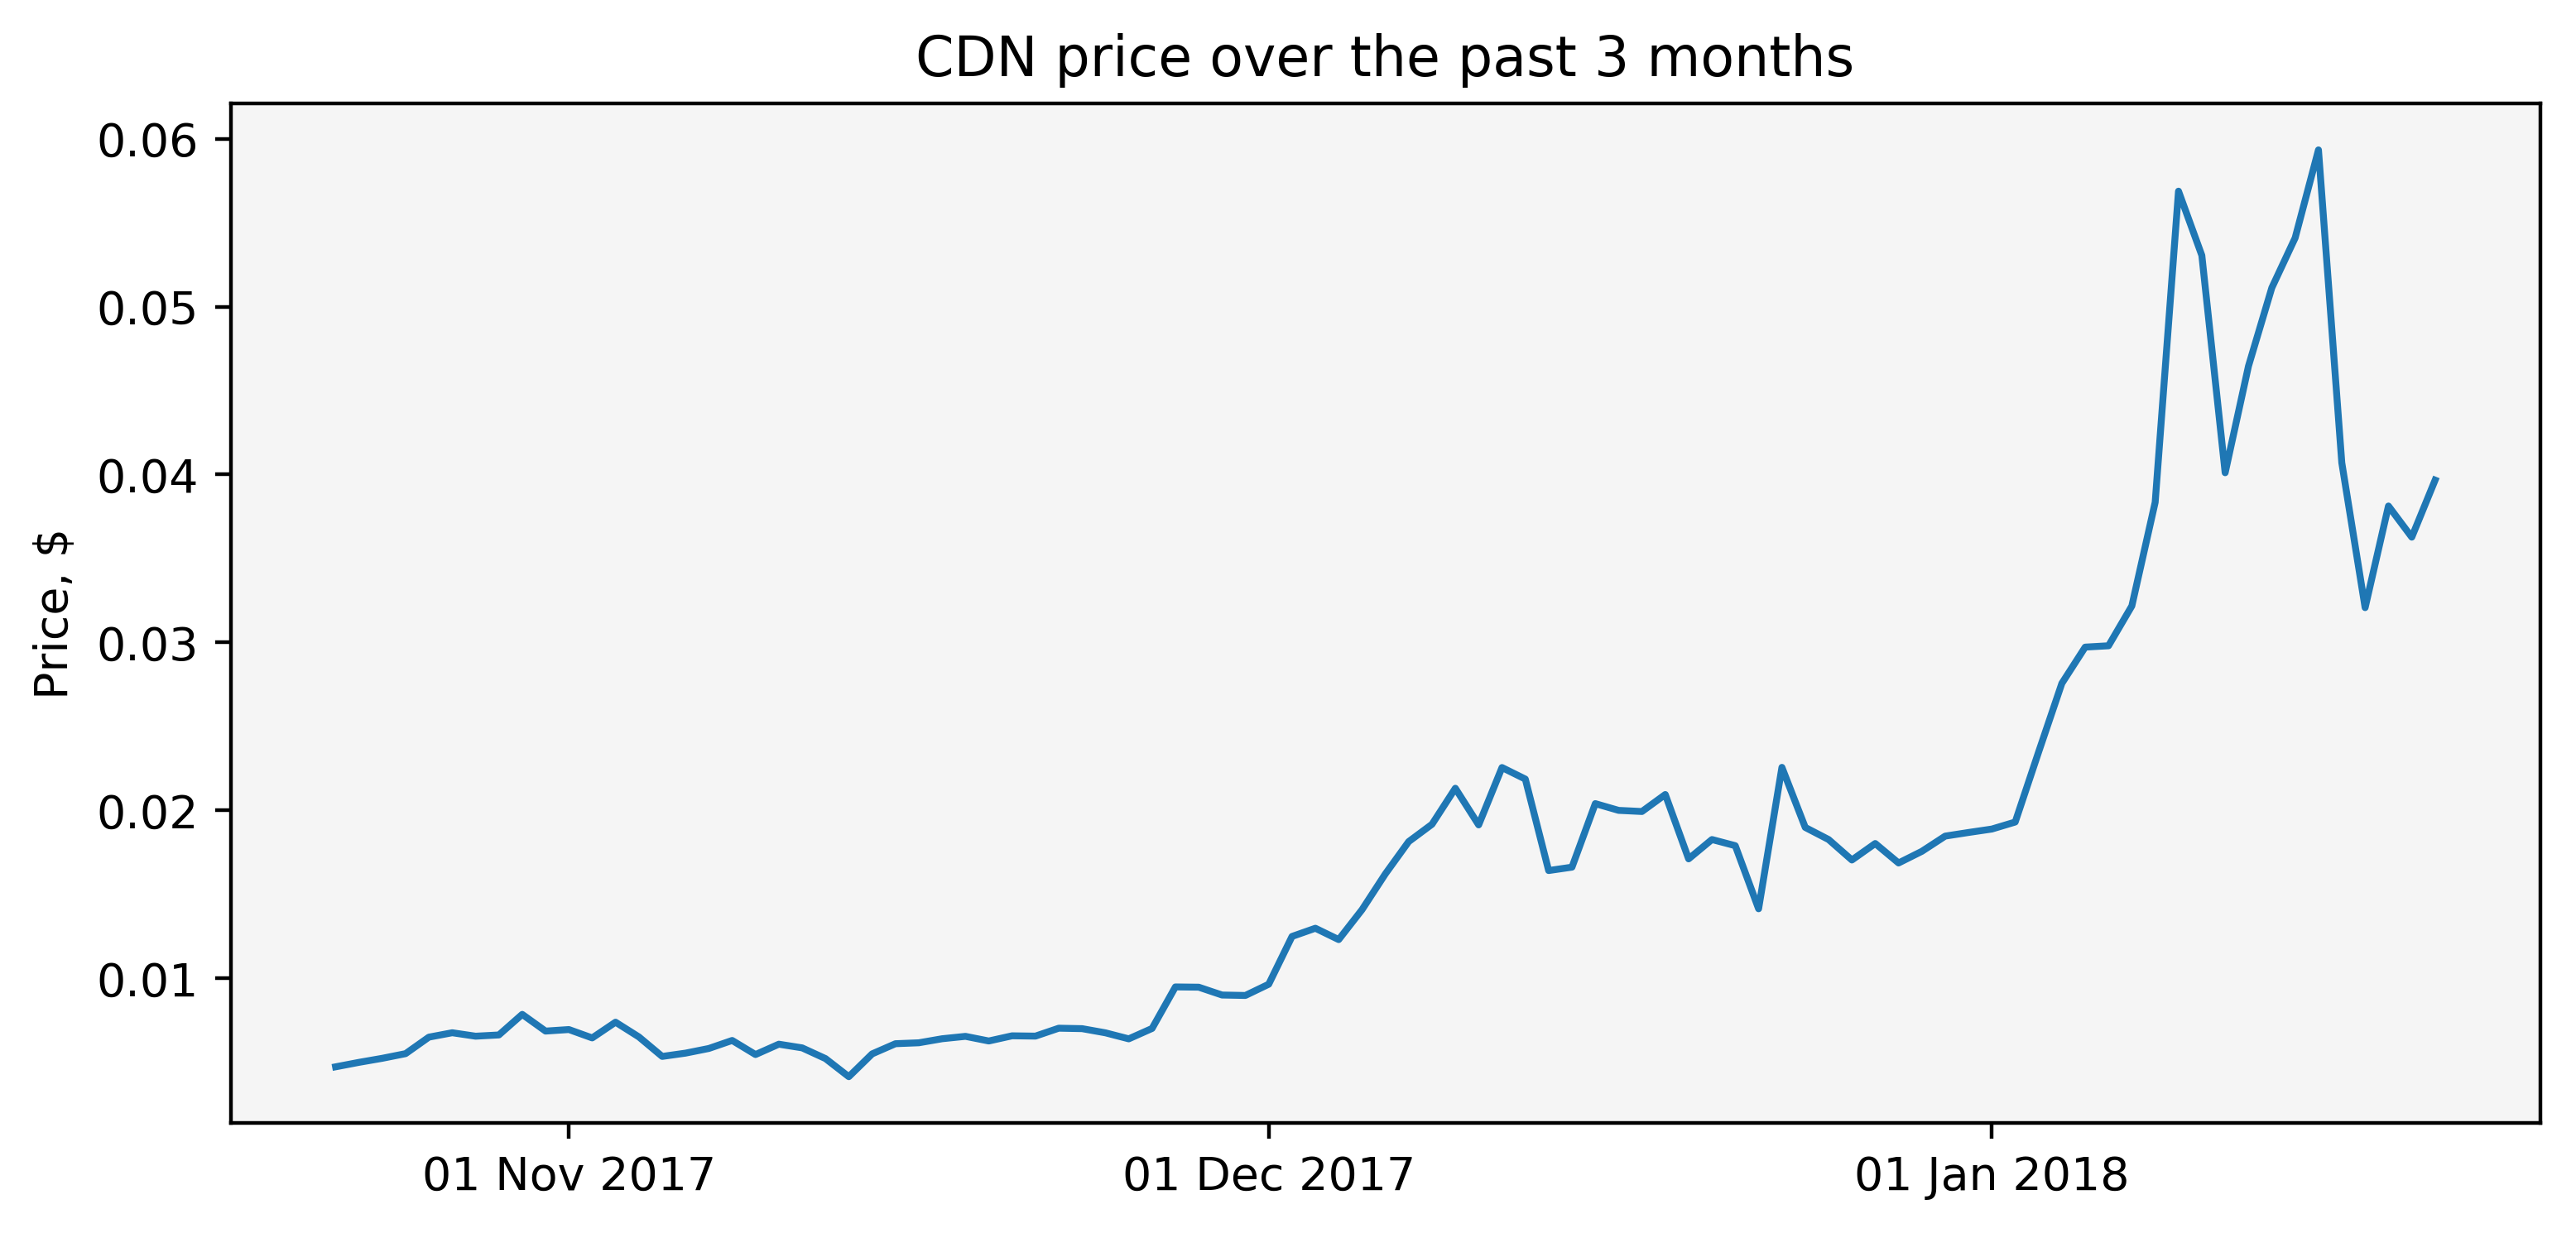 CDN price over the past 3 months
Price, $
0.06
0.05
0.04
0.03
0.02
0.01
01 Nov 2017
01 Dec 2017
01 Jan 2018